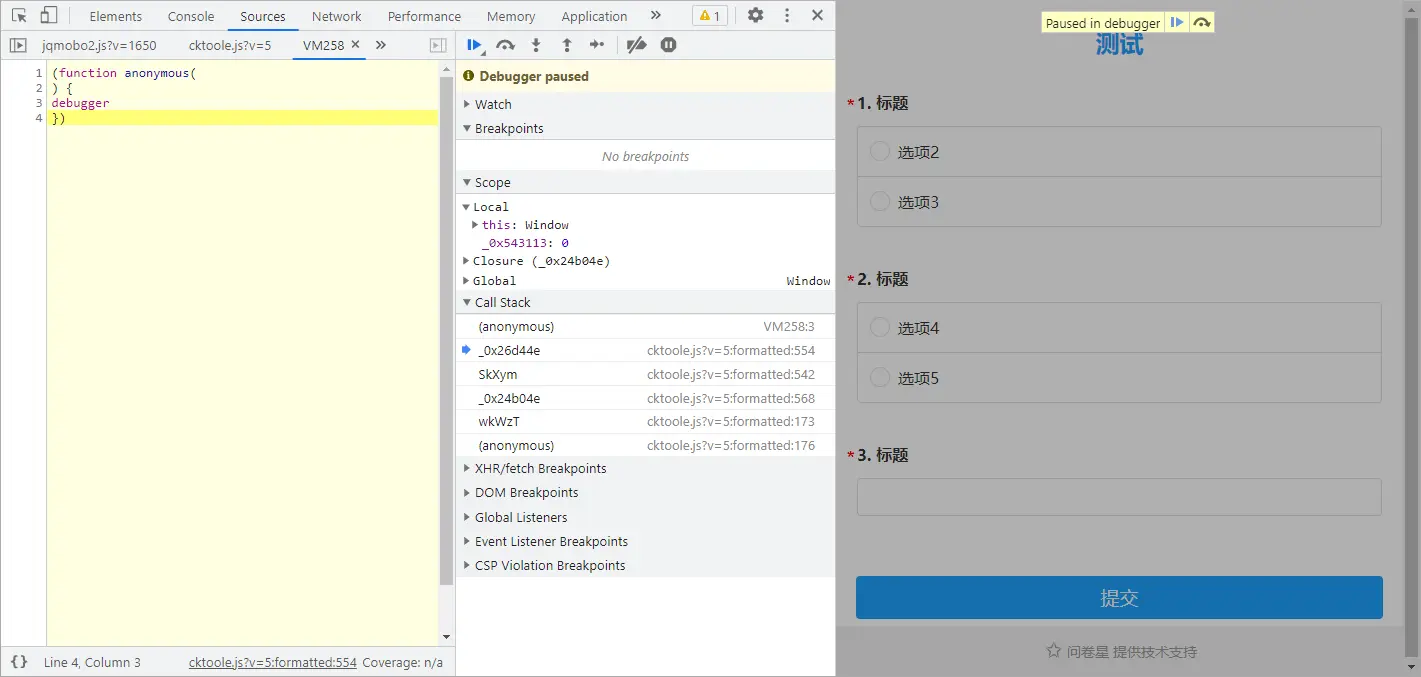 Elements Console Sources Network Performance Memory Application » 1
jqmobo2.js?v=1650 cktoole.js?v=5 VM258 × »
1 (function anonymous(
2 ) {
3 debugger
4 })
{} Line 4, Column 3 cktoole.js?v=5:formatted:554 Coverage: n/a
Debugger paused
Watch
Breakpoints
No breakpoints
Scope
Local
this: Window
_0x543113: 0
Closure (_0x24b04e)
Global Window
Call Stack
(anonymous) VM258:3
_0x26d44e cktoole.js?v=5:formatted:554
SkXym cktoole.js?v=5:formatted:542
_0x24b04e cktoole.js?v=5:formatted:568
wkWzT cktoole.js?v=5:formatted:173
(anonymous) cktoole.js?v=5:formatted:176
XHR/fetch Breakpoints
DOM Breakpoints
Global Listeners
Event Listener Breakpoints
CSP Violation Breakpoints
Paused in debugger
测试
*1. 标题
选项2
选项3
*2. 标题
选项4
选项5
*3. 标题
提交
问卷星 提供技术支持